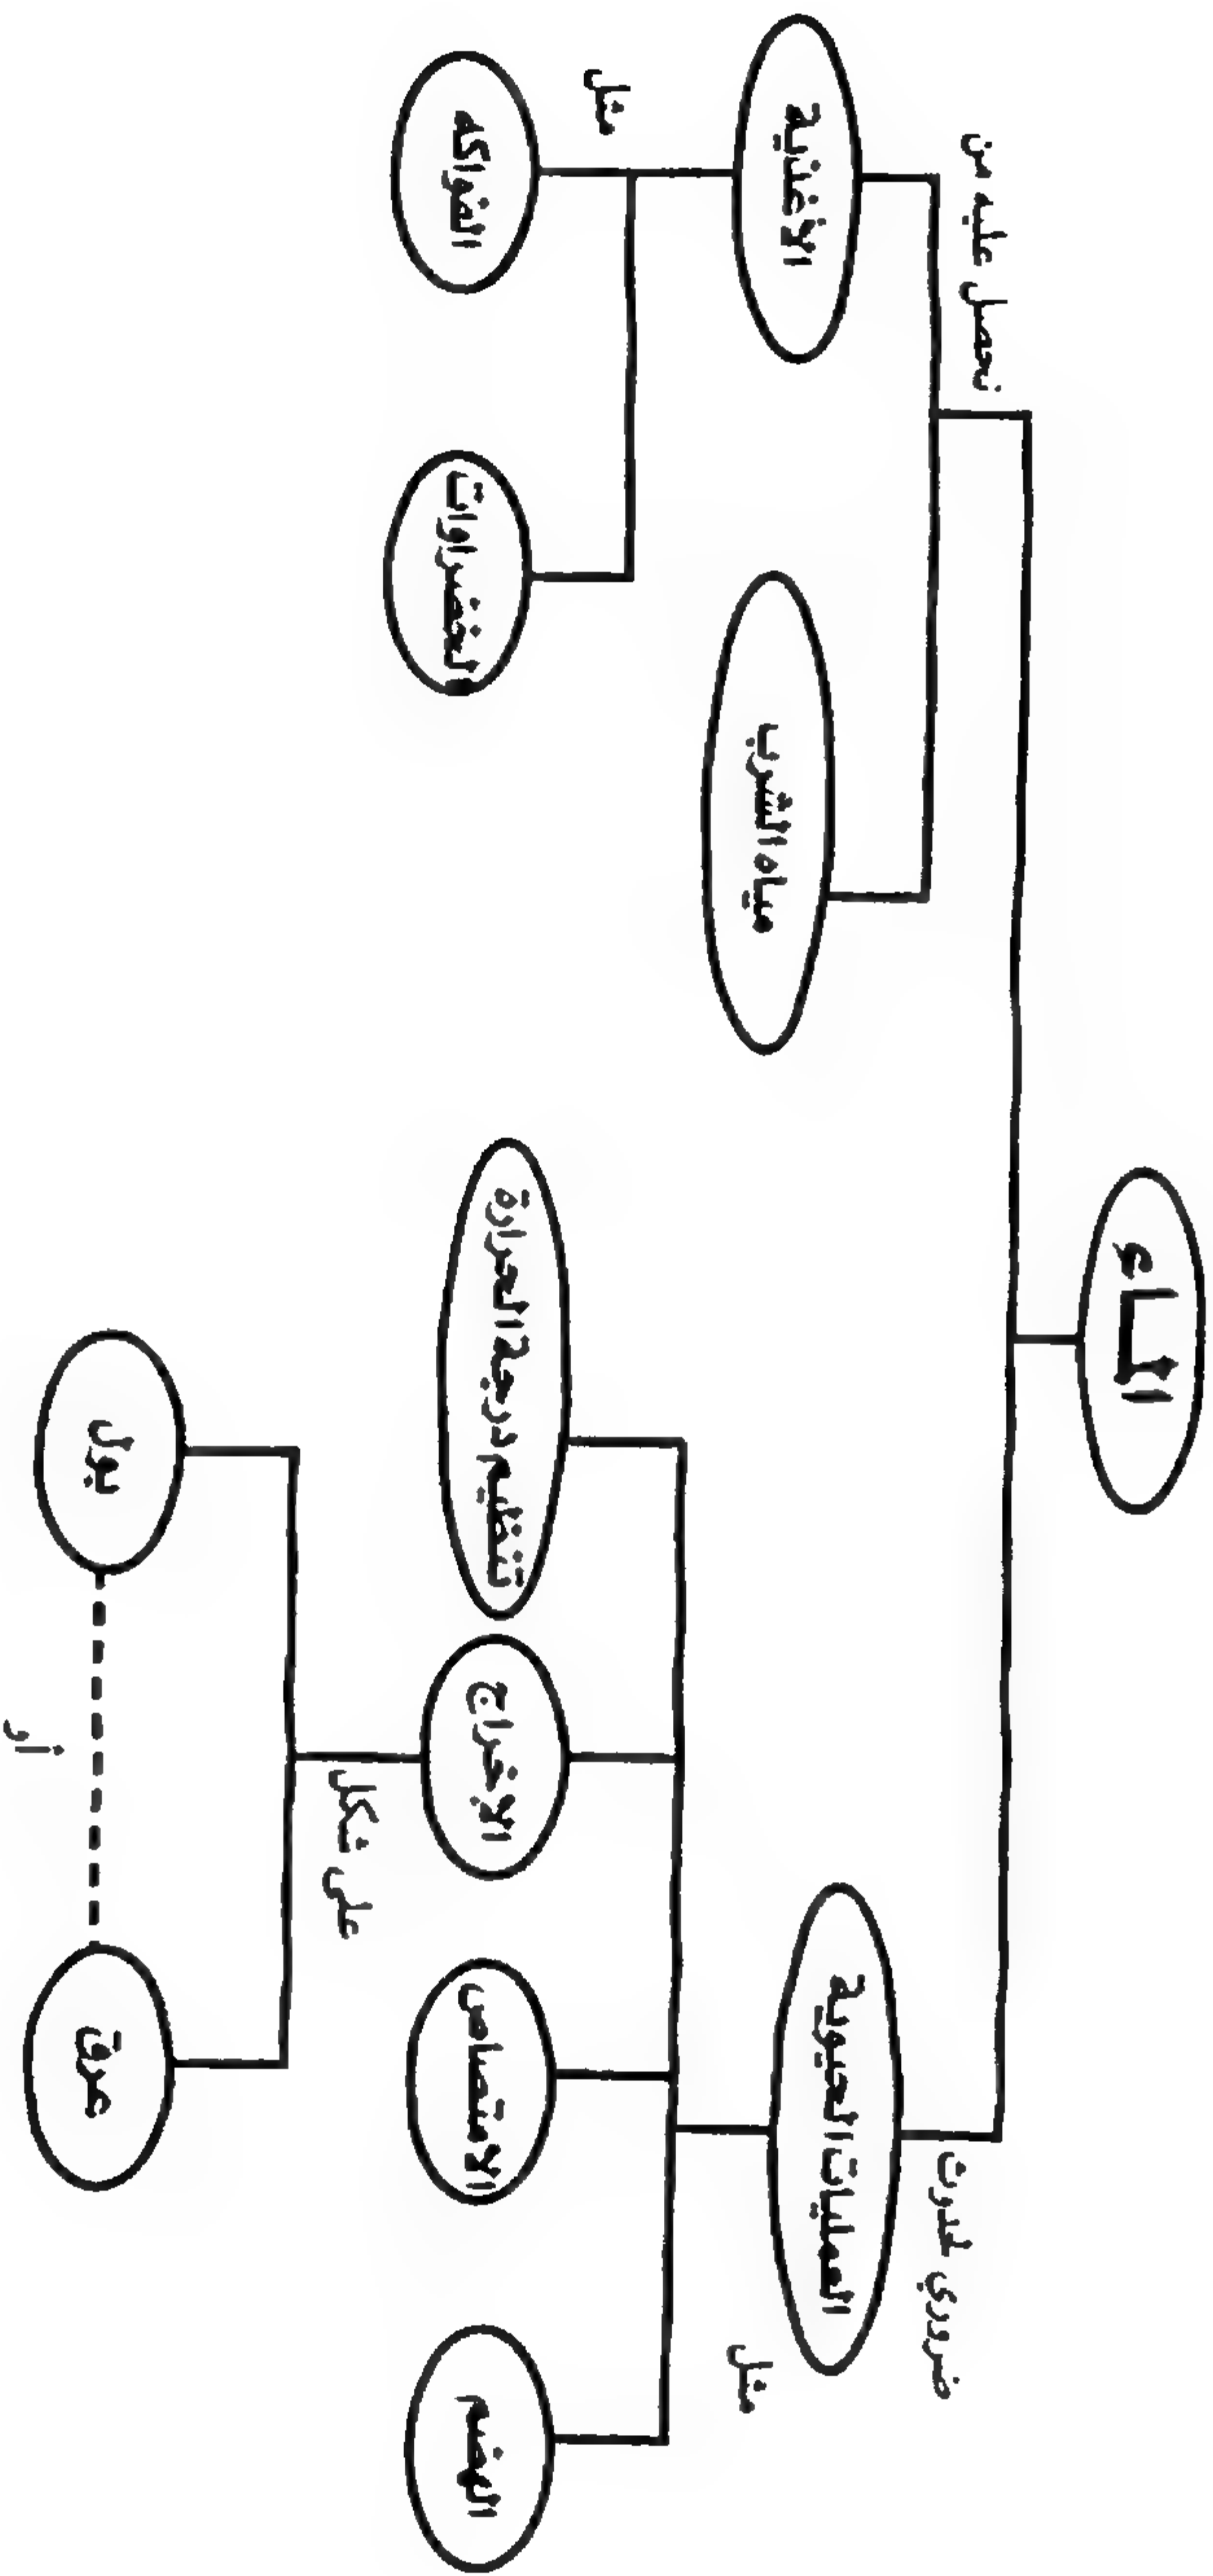 الماء
ضروري لحدوث
نحصل عليه من
العمليات الحيوية
مياه الشرب
الأغذية
مثل
مثل
الهضم
الامتصاص
الإخراج
تنظيم درجة الحرارة
الخضراوات
الفواكه
على شكل
عرق
بول
أو